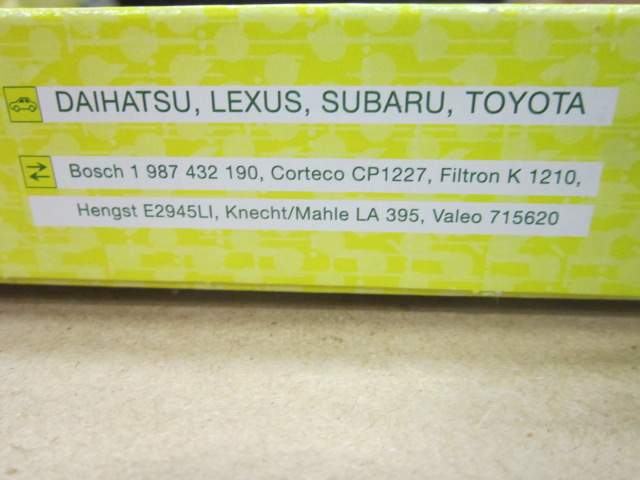 DAIHATSU, LEXUS, SUBARU, TOYOTA
Bosch 1 987 432 190, Corteco CP1227, Filtron K 1210,
Hengst E2945LI, Knecht/Mahle LA 395, Valeo 715620